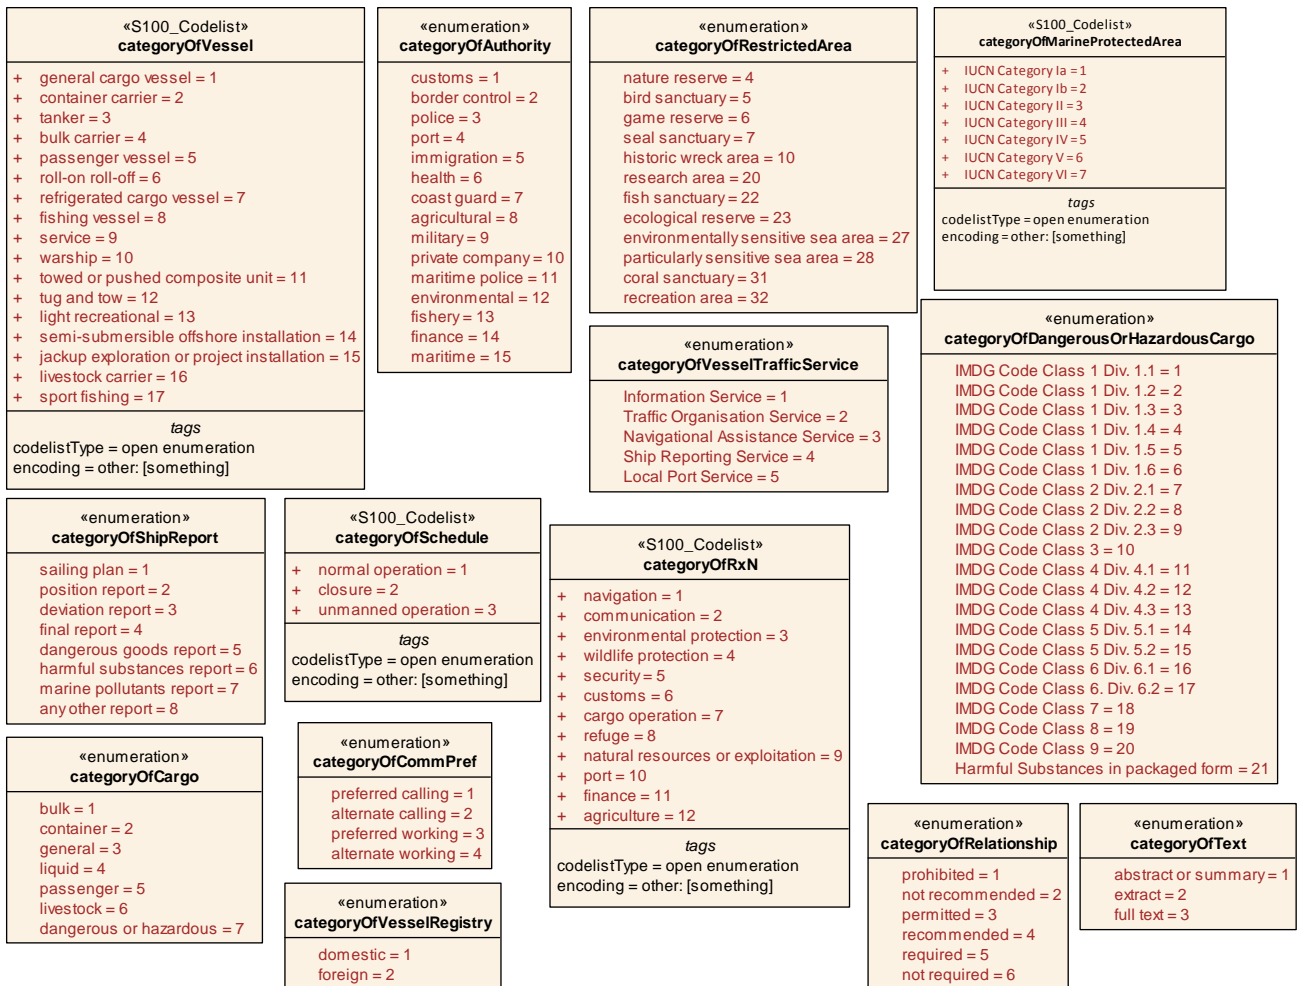 «S100_Codelist»
categoryOfVessel
+ general cargo vessel = 1
+ container carrier = 2
+ tanker = 3
+ bulk carrier = 4
+ passenger vessel = 5
+ roll-on roll-off = 6
+ refrigerated cargo vessel = 7
+ fishing vessel = 8
+ service = 9
+ warship = 10
+ towed or pushed composite unit = 11
+ tug and tow = 12
+ light recreational = 13
+ semi-submersible offshore installation = 14
+ jackup exploration or project installation = 15
+ livestock carrier = 16
+ sport fishing = 17
tags
codelistType = open enumeration
encoding = other: [something]
«enumeration»
categoryOfAuthority
customs = 1
border control = 2
police = 3
port = 4
immigration = 5
health = 6
coast guard = 7
agricultural = 8
military = 9
private company = 10
maritime police = 11
environmental = 12
fishery = 13
finance = 14
maritime = 15
«enumeration»
categoryOfRestrictedArea
nature reserve = 4
bird sanctuary = 5
game reserve = 6
seal sanctuary = 7
historic wreck area = 10
research area = 20
fish sanctuary = 22
ecological reserve = 23
environmentally sensitive sea area = 27
particularly sensitive sea area = 28
coral sanctuary = 31
recreation area = 32
«S100_Codelist»
categoryOfMarineProtectedArea
+ IUCN Category Ia = 1
+ IUCN Category Ib = 2
+ IUCN Category II = 3
+ IUCN Category III = 4
+ IUCN Category IV = 5
+ IUCN Category V = 6
+ IUCN Category VI = 7
tags
codelistType = open enumeration
encoding = other: [something]
«enumeration»
categoryOfVesselTrafficService
Information Service = 1
Traffic Organisation Service = 2
Navigational Assistance Service = 3
Ship Reporting Service = 4
Local Port Service = 5
«enumeration»
categoryOfDangerousOrHazardousCargo
IMDG Code Class 1 Div. 1.1 = 1
IMDG Code Class 1 Div. 1.2 = 2
IMDG Code Class 1 Div. 1.3 = 3
IMDG Code Class 1 Div. 1.4 = 4
IMDG Code Class 1 Div. 1.5 = 5
IMDG Code Class 1 Div. 1.6 = 6
IMDG Code Class 2 Div. 2.1 = 7
IMDG Code Class 2 Div. 2.2 = 8
IMDG Code Class 2 Div. 2.3 = 9
IMDG Code Class 3 = 10
IMDG Code Class 4 Div. 4.1 = 11
IMDG Code Class 4 Div. 4.2 = 12
IMDG Code Class 4 Div. 4.3 = 13
IMDG Code Class 5 Div. 5.1 = 14
IMDG Code Class 5 Div. 5.2 = 15
IMDG Code Class 6 Div. 6.1 = 16
IMDG Code Class 6. Div. 6.2 = 17
IMDG Code Class 7 = 18
IMDG Code Class 8 = 19
IMDG Code Class 9 = 20
Harmful Substances in packaged form = 21
«enumeration»
categoryOfShipReport
sailing plan = 1
position report = 2
deviation report = 3
final report = 4
dangerous goods report = 5
harmful substances report = 6
marine pollutants report = 7
any other report = 8
«S100_Codelist»
categoryOfSchedule
+ normal operation = 1
+ closure = 2
+ unmanned operation = 3
tags
codelistType = open enumeration
encoding = other: [something]
«S100_Codelist»
categoryOfRxN
+ navigation = 1
+ communication = 2
+ environmental protection = 3
+ wildlife protection = 4
+ security = 5
+ customs = 6
+ cargo operation = 7
+ refuge = 8
+ natural resources or exploitation = 9
+ port = 10
+ finance = 11
+ agriculture = 12
tags
codelistType = open enumeration
encoding = other: [something]
«enumeration»
categoryOfCargo
bulk = 1
container = 2
general = 3
liquid = 4
passenger = 5
livestock = 6
dangerous or hazardous = 7
«enumeration»
categoryOfCommPref
preferred calling = 1
alternate calling = 2
preferred working = 3
alternate working = 4
«enumeration»
categoryOfVesselRegistry
domestic = 1
foreign = 2
«enumeration»
categoryOfRelationship
prohibited = 1
not recommended = 2
permitted = 3
recommended = 4
required = 5
not required = 6
«enumeration»
categoryOfText
abstract or summary = 1
extract = 2
full text = 3